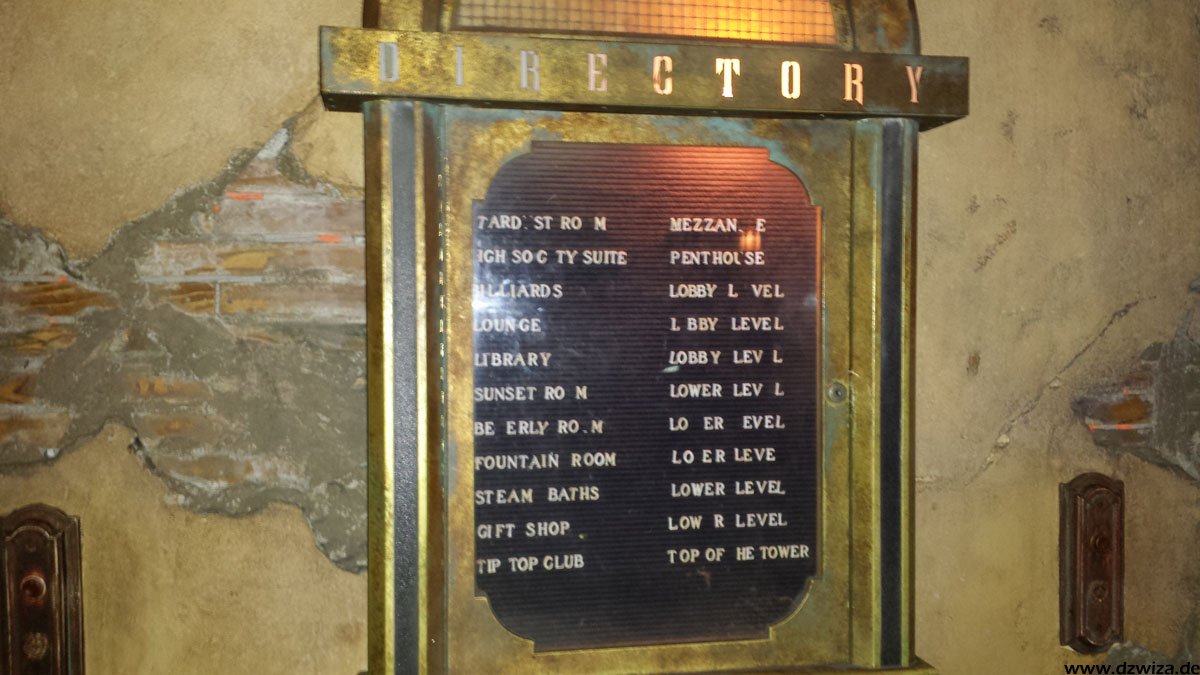 DIRECTORY
TARD ST RO M MEZZAN E
IGH SOC TY SUITE PENTHOUSE
ILLIARDS LOBBY L VEL
LOUNGE L BBY LEVEL
LIBRARY LOBBY LEV L
SUNSET RO M LOWER LEV L
BE ERLY RO M LO ER EVEL
FOUNTAIN ROOM LO ER LEVE
STEAM BATHS LOWER LEVEL
GIFT SHOP LOW R LEVEL
TIP TOP CLUB TOP OF HE TOWER
www.dzwiza.de